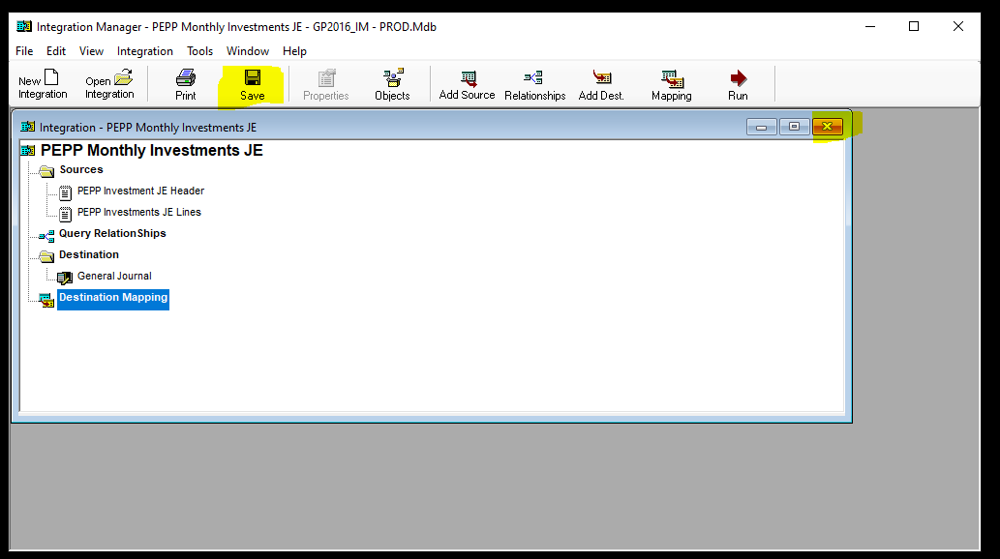 Integration Manager - PEPP Monthly Investments JE - GP2016_IM - PROD.Mdb
File Edit View Integration Tools Window Help
New Integration Open Integration Print Save Properties Objects Add Source Relationships Add Dest. Mapping Run
Integration - PEPP Monthly Investments JE
PEPP Monthly Investments JE
Sources
PEPP Investment JE Header
PEPP Investments JE Lines
Query RelationShips
Destination
General Journal
Destination Mapping